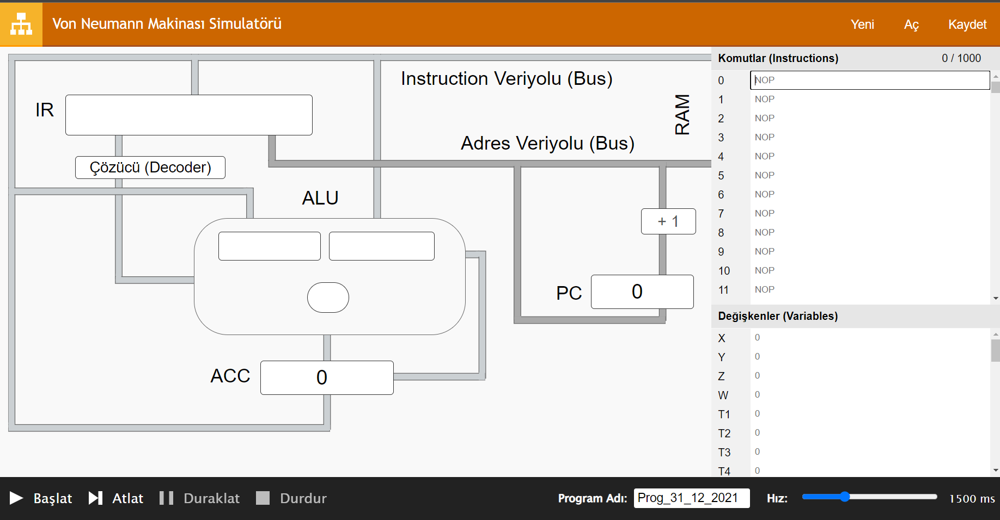 Von Neumann Makinası Simulatörü
Yeni Aç Kaydet
Instruction Veriyolu (Bus)
IR
RAM
Adres Veriyolu (Bus)
Çözücü (Decoder)
ALU
+ 1
PC 0
ACC 0
Komutlar (Instructions) 0 / 1000
0 NOP
1 NOP
2 NOP
3 NOP
4 NOP
5 NOP
6 NOP
7 NOP
8 NOP
9 NOP
10 NOP
11 NOP
Değişkenler (Variables)
X 0
Y 0
Z 0
W 0
T1 0
T2 0
T3 0
T4 0
Başlat Atlat Duraklat Durdur
Program Adı: Prog_31_12_2021 Hız: 1500 ms